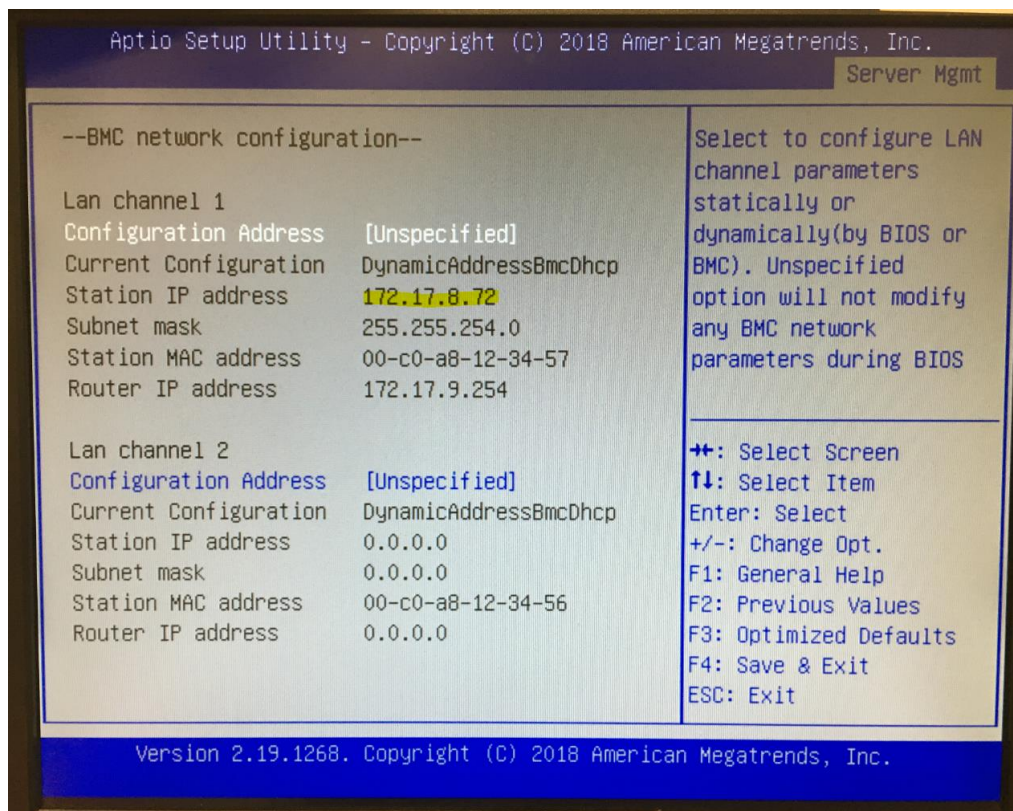 Aptio Setup Utility - Copyright (C) 2018 American Megatrends, Inc.
Server Mgmt
--BMC network configuration--
Lan channel 1
Configuration Address [Unspecified]
Current Configuration DynamicAddressBmcDhcp
Station IP address 172.17.8.72
Subnet mask 255.255.254.0
Station MAC address 00-c0-a8-12-34-57
Router IP address 172.17.9.254
Lan channel 2
Configuration Address [Unspecified]
Current Configuration DynamicAddressBmcDhcp
Station IP address 0.0.0.0
Subnet mask 0.0.0.0
Station MAC address 00-c0-a8-12-34-56
Router IP address 0.0.0.0
Select to configure LAN
channel parameters
statically or
dynamically(by BIOS or
BMC). Unspecified
option will not modify
any BMC network
parameters during BIOS
→←: Select Screen
↑↓: Select Item
Enter: Select
+/-: Change Opt.
F1: General Help
F2: Previous Values
F3: Optimized Defaults
F4: Save & Exit
ESC: Exit
Version 2.19.1268. Copyright (C) 2018 American Megatrends, Inc.